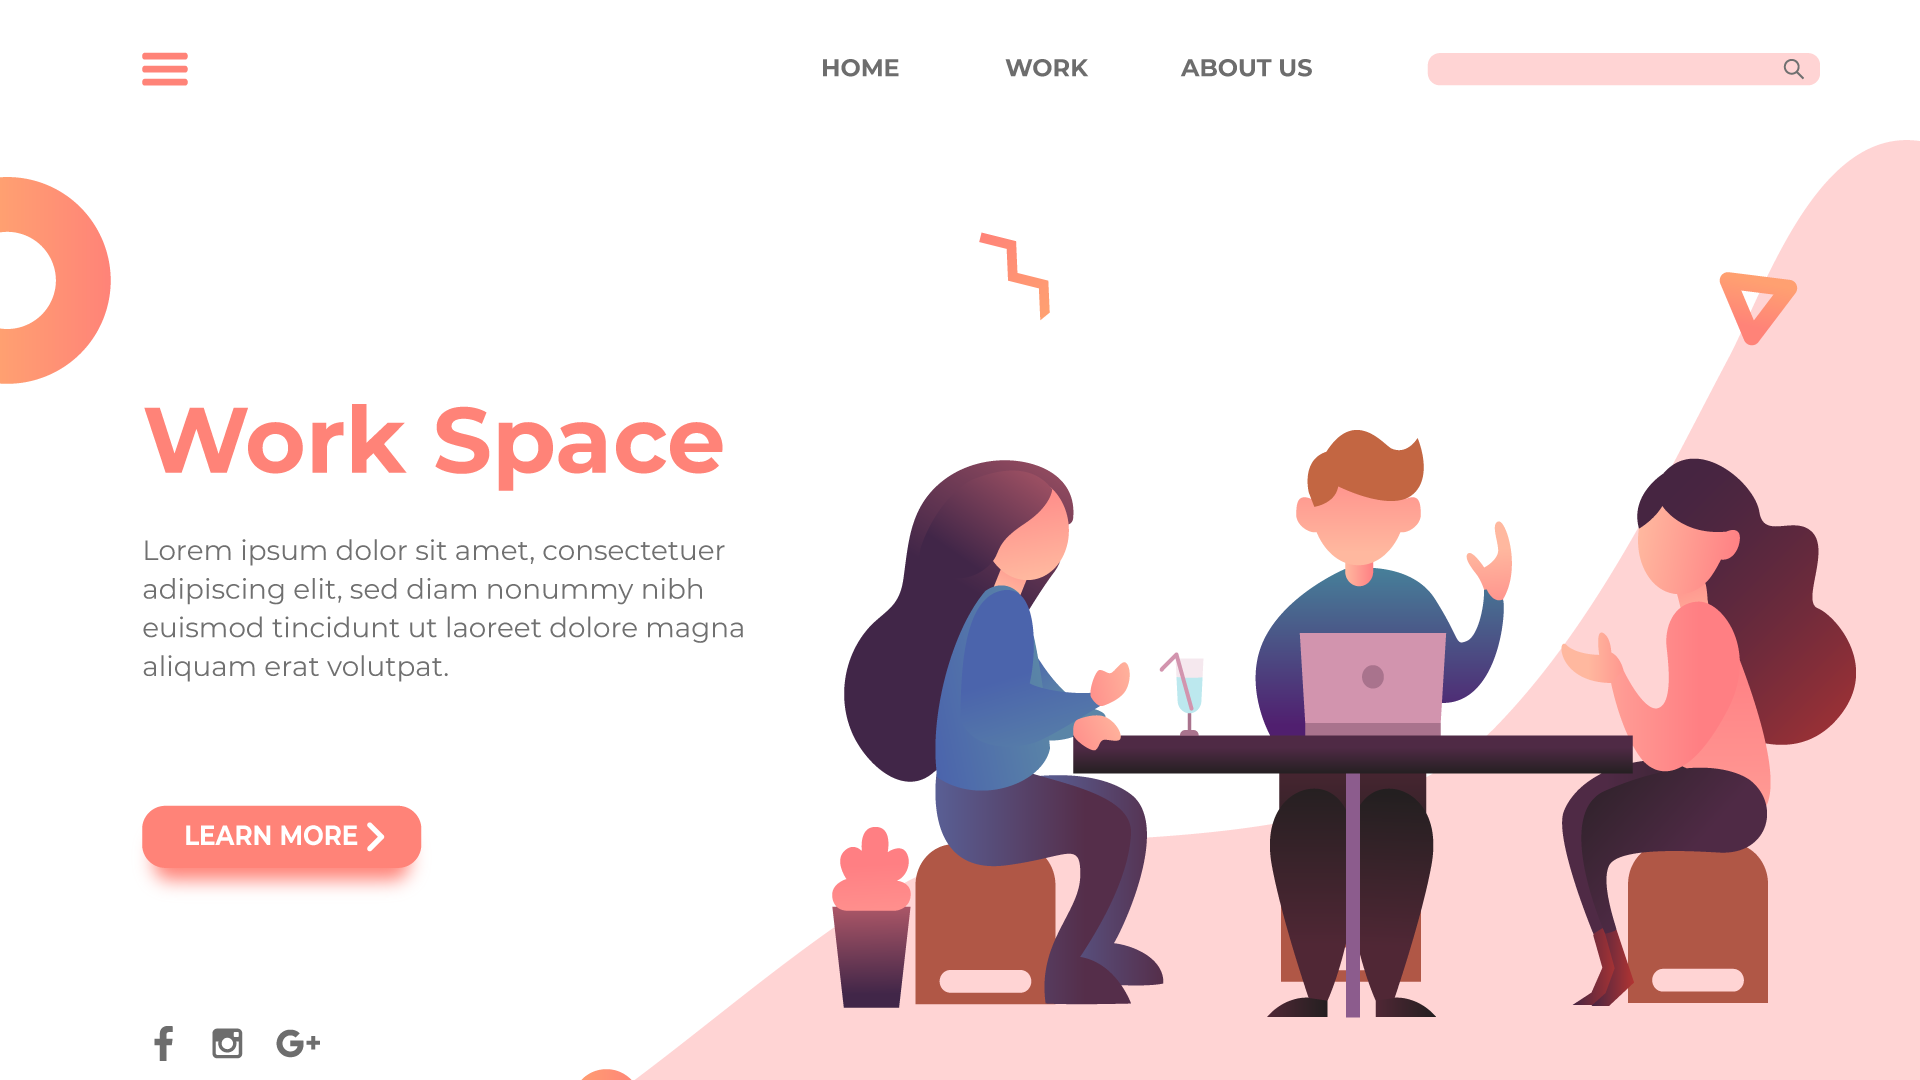 HOME WORK ABOUT US
Work Space
Lorem ipsum dolor sit amet, consectetuer
adipiscing elit, sed diam nonummy nibh
euismod tincidunt ut laoreet dolore magna
aliquam erat volutpat.
LEARN MORE
G+